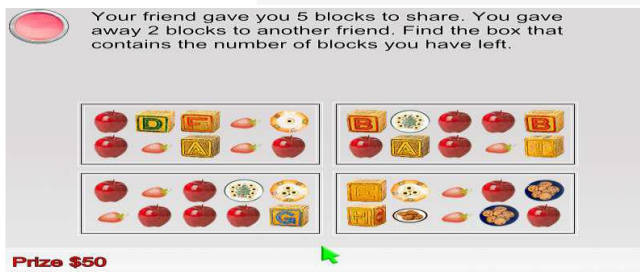 Your friend gave you 5 blocks to share. You gave
away 2 blocks to another friend. Find the box that
contains the number of blocks you have left.
D
A
B
B
A
G
Prize $50